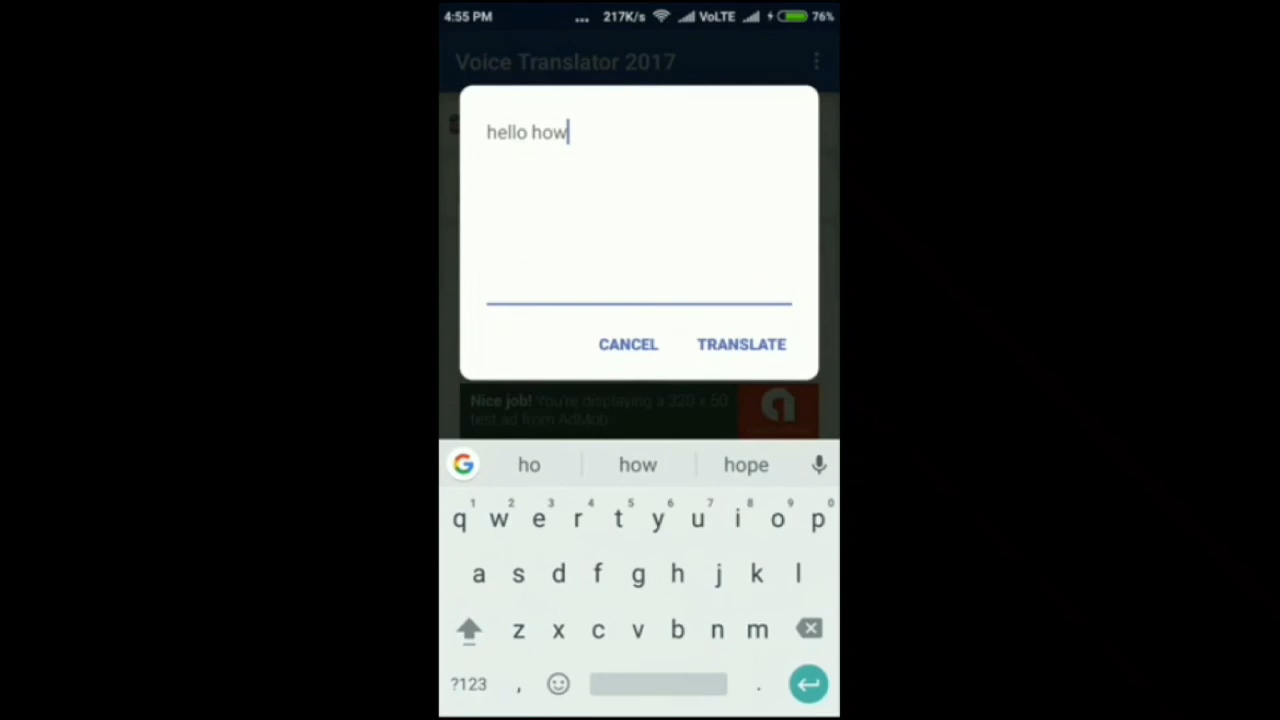 4:55 PM ... 217K/s VoLTE 76%
Voice Translator 2017
hello how
CANCEL TRANSLATE
Nice job! You're displaying a 320 x 50
test ad from AdMob
G ho how hope
1 2 3 4 5 6 7 8 9 0
q w e r t y u i o p
a s d f g h j k l
z x c v b n m
?123 , .